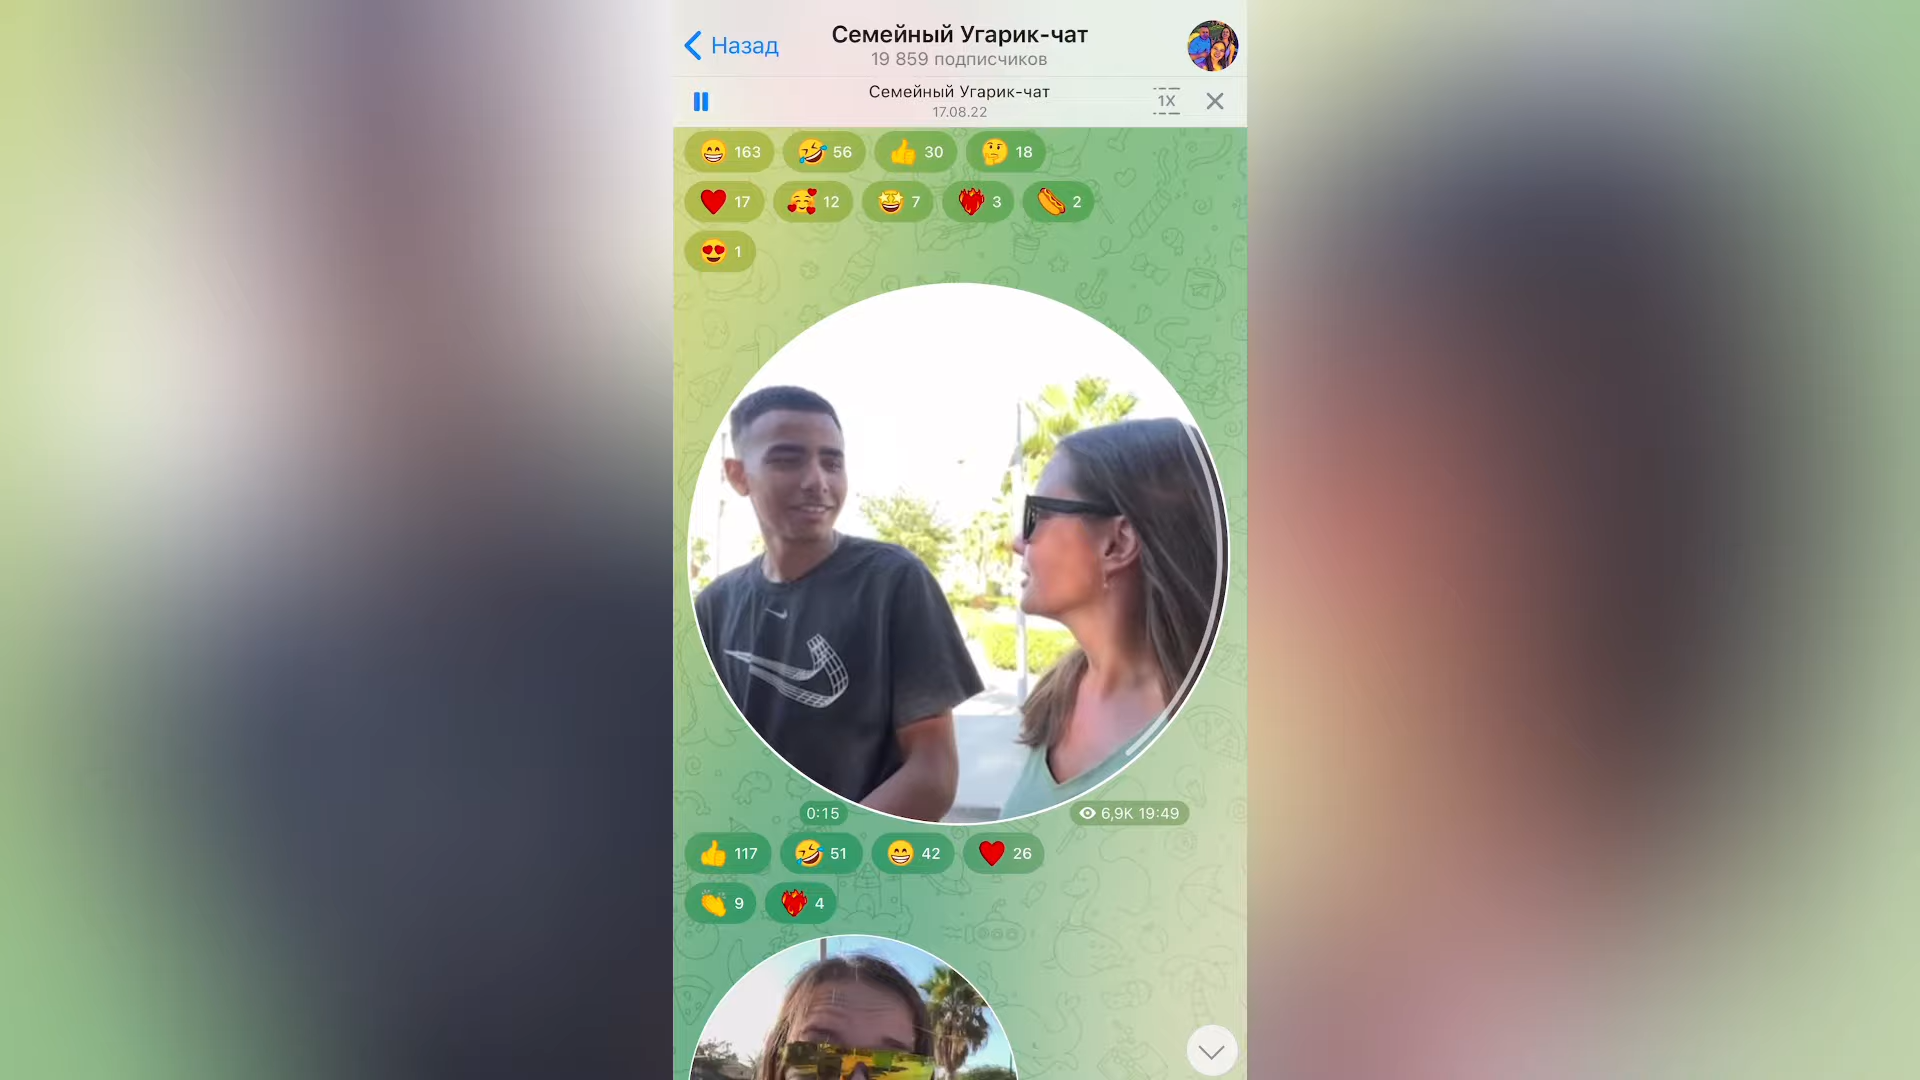 Назад
Семейный Угарик-чат
19 859 подписчиков
Семейный Угарик-чат
17.08.22
1X
163 56 30 18
17 12 7 3 2
1
0:15
6,9K 19:49
117 51 42 26
9 4